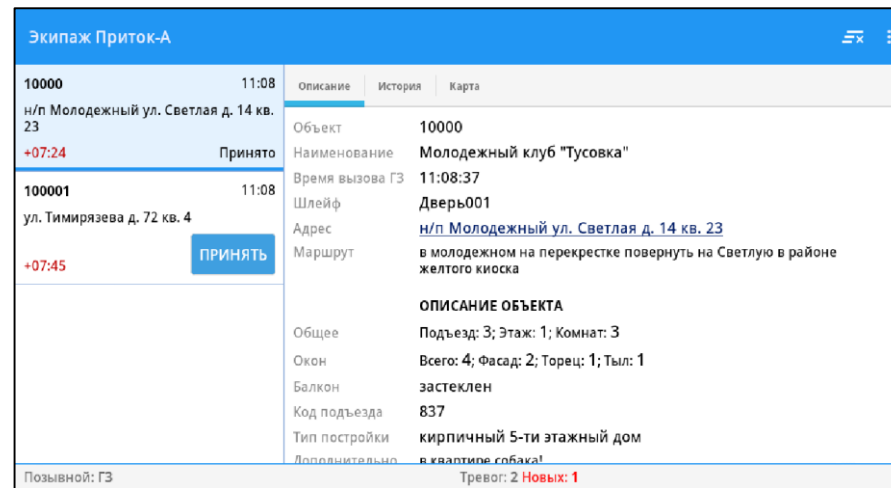 Экипаж Приток-А
10000 11:08
н/п Молодежный ул. Светлая д. 14 кв.
23
+07:24 Принято
100001 11:08
ул. Тимирязева д. 72 кв. 4
ПРИНЯТЬ
+07:45
Описание История Карта
Объект 10000
Наименование Молодежный клуб "Тусовка"
Время вызова ГЗ 11:08:37
Шлейф Дверь001
Адрес н/п Молодежный ул. Светлая д. 14 кв. 23
Маршрут в молодежном на перекрестке повернуть на Светлую в районе
желтого киоска
ОПИСАНИЕ ОБЪЕКТА
Общее Подъезд: 3; Этаж: 1; Комнат: 3
Окон Всего: 4; Фасад: 2; Торец: 1; Тыл: 1
Балкон застеклен
Код подъезда 837
Тип постройки кирпичный 5-ти этажный дом
Дополнительно в квартире собака!
Позывной: ГЗ Тревог: 2 Новых: 1